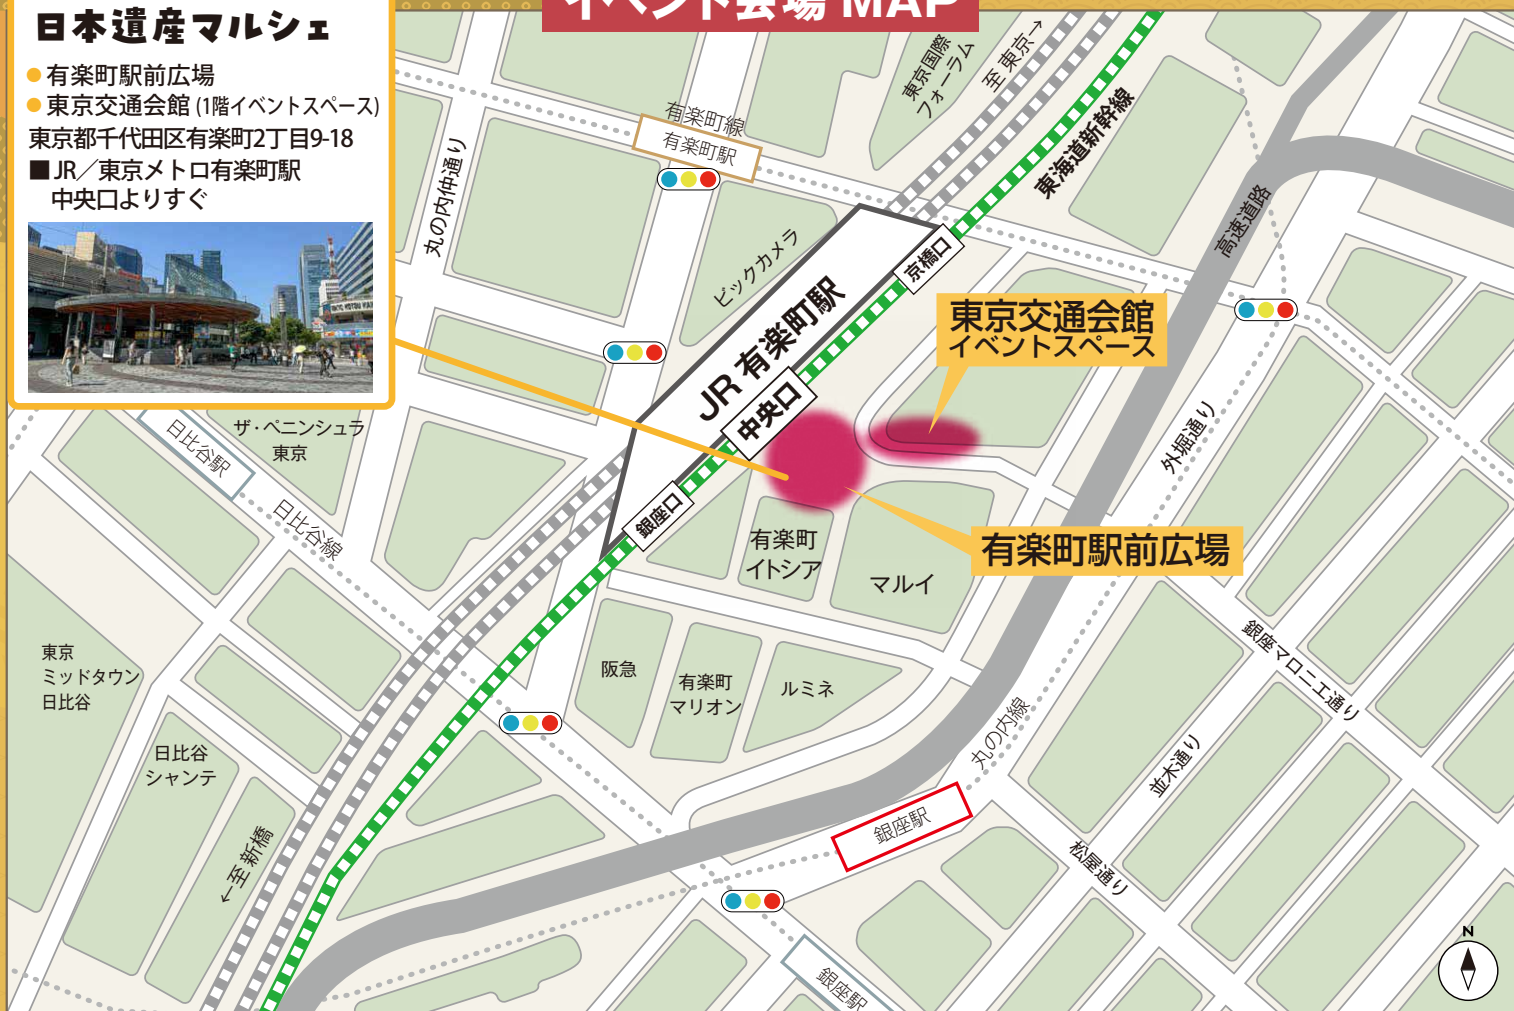 イベント会場 MAP
日本遺産マルシェ
●有楽町駅前広場
●東京交通会館 (1階イベントスペース)
東京都千代田区有楽町2丁目9-18
■JR／東京メトロ有楽町駅
中央口よりすぐ
丸の内仲通り
有楽町線
有楽町駅
東京国際
フォーラム
至 東京→
東海道新幹線
高速道路
ビックカメラ
京橋口
JR 有楽町駅
中央口
銀座口
東京交通会館
イベントスペース
外堀通り
有楽町駅前広場
ザ・ペニンシュラ
東京
日比谷駅
日比谷線
有楽町
イトシア
マルイ
東京
ミッドタウン
日比谷
日比谷
シャンテ
←至 新橋
阪急
有楽町
マリオン
ルミネ
丸の内線
銀座駅
銀座マロニエ通り
並木通り
松屋通り
銀座駅
N